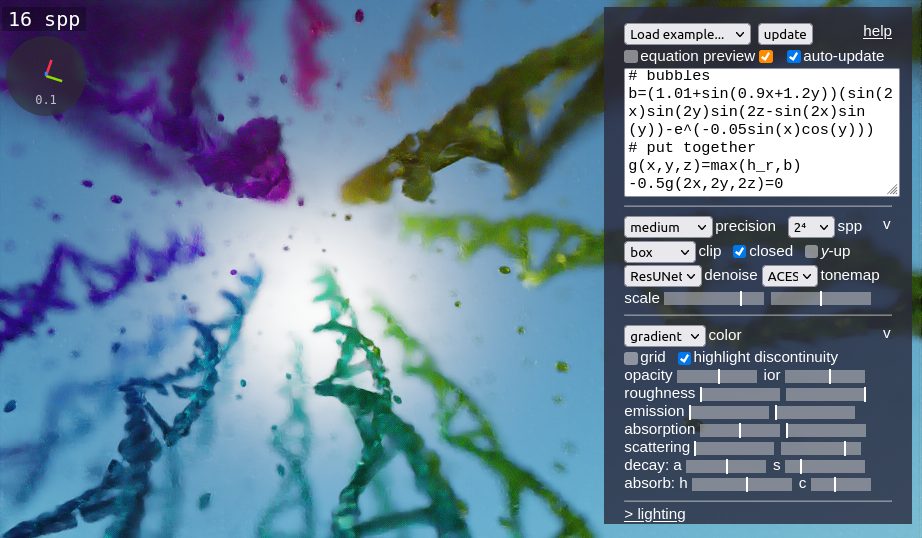 16 spp
0.1
Load example... update help
equation preview auto-update
# bubbles
b=(1.01+sin(0.9x+1.2y))(sin(2
x)sin(2y)sin(2z-sin(2x)sin
(y))-e^(-0.05sin(x)cos(y)))
# put together
g(x,y,z)=max(h_r,b)
-0.5g(2x,2y,2z)=0
medium precision 2⁴ spp v
box clip closed y-up
ResUNet denoise ACES tonemap
scale
gradient color v
grid highlight discontinuity
opacity ior
roughness
emission
absorption
scattering
decay: a s
absorb: h c
> lighting